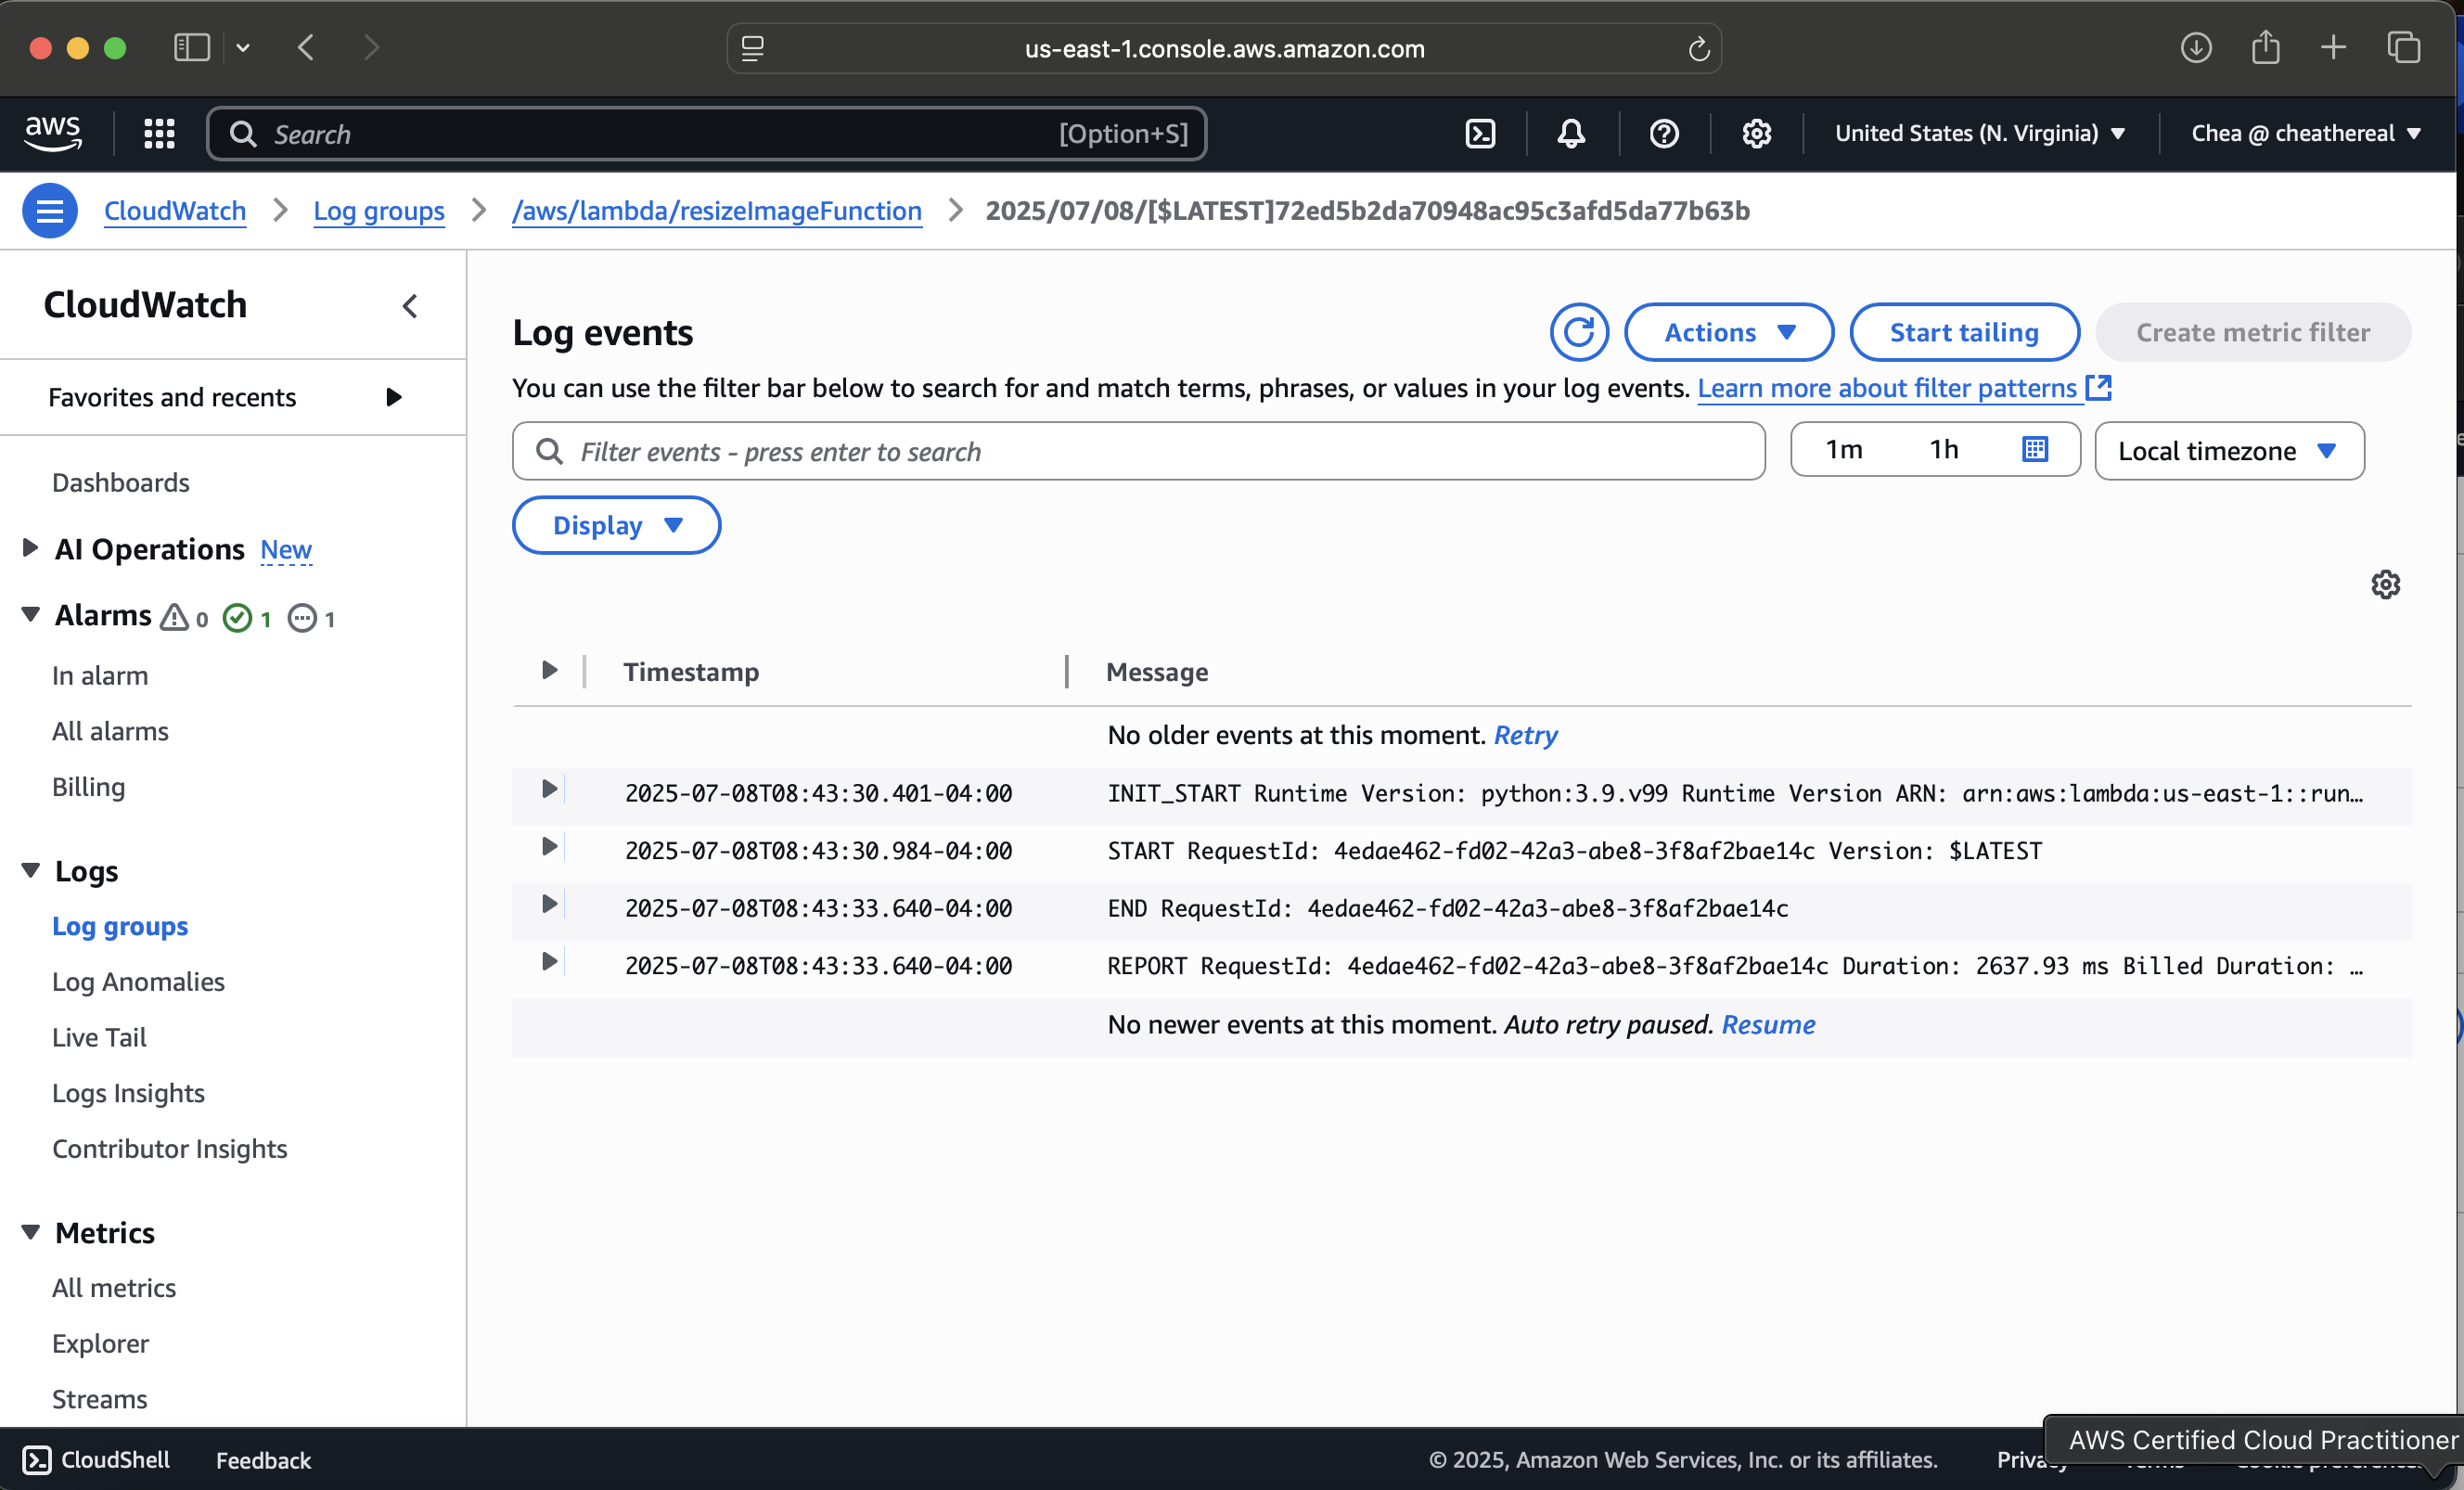 us-east-1.console.aws.amazon.com
aws
Search
[Option+S]
United States (N. Virginia)
Chea @ cheathereal
CloudWatch
Log groups
/aws/lambda/resizeImageFunction
2025/07/08/[$LATEST]72ed5b2da70948ac95c3afd5da77b63b
CloudWatch
Favorites and recents
Dashboards
AI Operations New
Alarms 0 1 1
In alarm
All alarms
Billing
Logs
Log groups
Log Anomalies
Live Tail
Logs Insights
Contributor Insights
Metrics
All metrics
Explorer
Streams
Log events
Actions
Start tailing
Create metric filter
You can use the filter bar below to search for and match terms, phrases, or values in your log events. Learn more about filter patterns
Filter events - press enter to search
1m
1h
Local timezone
Display
Timestamp
Message
No older events at this moment. Retry
2025-07-08T08:43:30.401-04:00 INIT_START Runtime Version: python:3.9.v99 Runtime Version ARN: arn:aws:lambda:us-east-1::run…
2025-07-08T08:43:30.984-04:00 START RequestId: 4edae462-fd02-42a3-abe8-3f8af2bae14c Version: $LATEST
2025-07-08T08:43:33.640-04:00 END RequestId: 4edae462-fd02-42a3-abe8-3f8af2bae14c
2025-07-08T08:43:33.640-04:00 REPORT RequestId: 4edae462-fd02-42a3-abe8-3f8af2bae14c Duration: 2637.93 ms Billed Duration: …
No newer events at this moment. Auto retry paused. Resume
AWS Certified Cloud Practitioner
CloudShell
Feedback
© 2025, Amazon Web Services, Inc. or its affiliates.